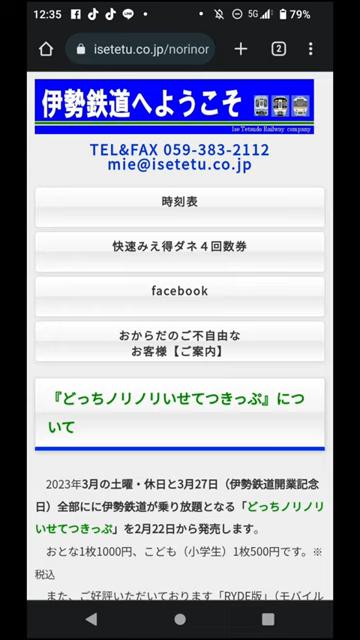 12:35
5G
79%
isetetu.co.jp/norinor
2
伊勢鉄道へようこそ
Ise Tetsudo Railway company
TEL&FAX 059-383-2112
mie@isetetu.co.jp
時刻表
快速みえ得ダネ４回数券
facebook
おからだのご不自由な
お客様【ご案内】
『どっちノリノリいせてつきっぷ』につ
いて
2023年3月の土曜・休日と3月27日（伊勢鉄道開業記念
日）全部にに伊勢鉄道が乗り放題となる「どっちノリノリ
いせてつきっぷ」を2月22日から発売します。
おとな1枚1000円、こども（小学生）1枚500円です。※
税込
また、ご好評いただいております「RYDE版」（モバイル